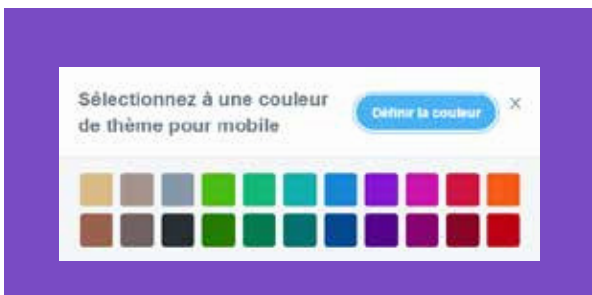 Sélectionnez à une couleur
de thème pour mobile
Définir la couleur